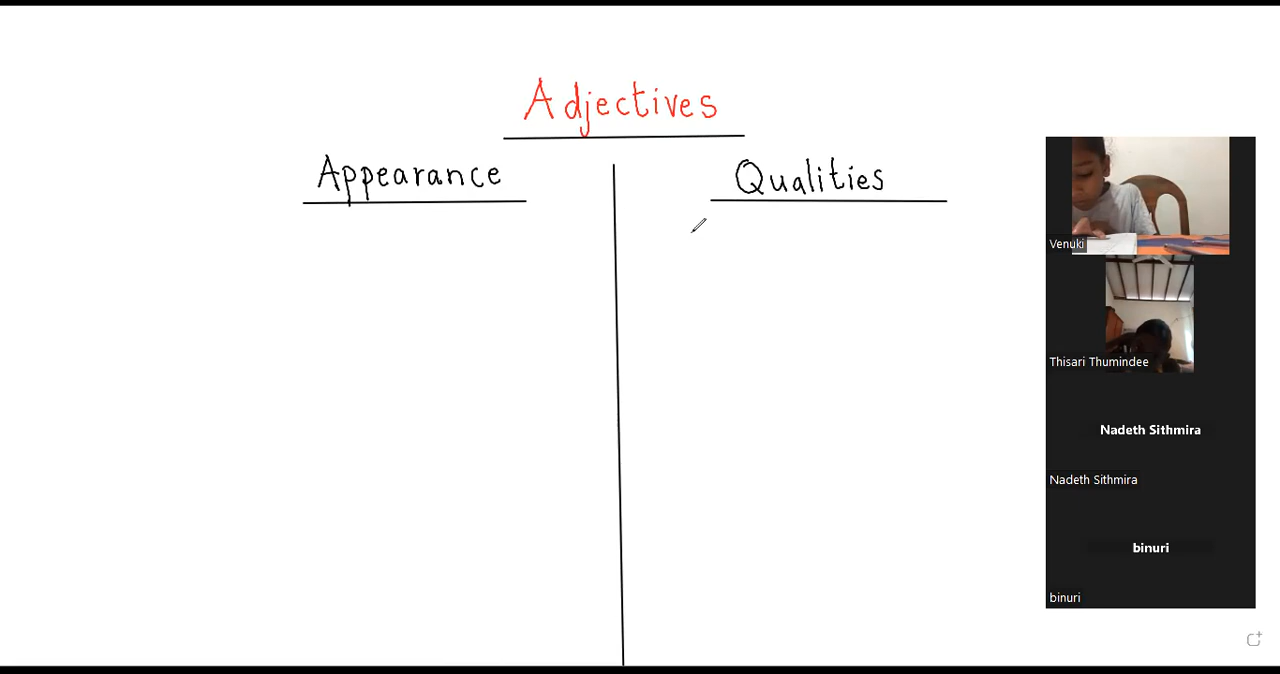 Adjectives
Appearance
Qualities
Venuki
Thisari Thumindee
Nadeth Sithmira
Nadeth Sithmira
binuri
binuri